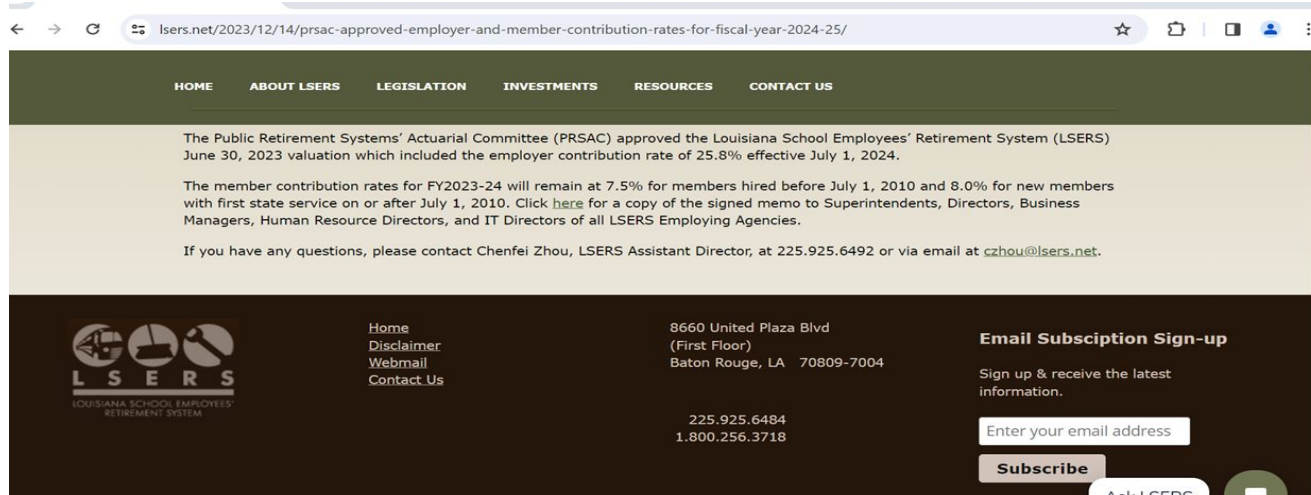 lsers.net/2023/12/14/prsac-approved-employer-and-member-contribution-rates-for-fiscal-year-2024-25/
HOME ABOUT LSERS LEGISLATION INVESTMENTS RESOURCES CONTACT US
The Public Retirement Systems' Actuarial Committee (PRSAC) approved the Louisiana School Employees' Retirement System (LSERS)
June 30, 2023 valuation which included the employer contribution rate of 25.8% effective July 1, 2024.
The member contribution rates for FY2023-24 will remain at 7.5% for members hired before July 1, 2010 and 8.0% for new members
with first state service on or after July 1, 2010. Click here for a copy of the signed memo to Superintendents, Directors, Business
Managers, Human Resource Directors, and IT Directors of all LSERS Employing Agencies.
If you have any questions, please contact Chenfei Zhou, LSERS Assistant Director, at 225.925.6492 or via email at czhou@lsers.net.
LSERS
LOUISIANA SCHOOL EMPLOYEES'
RETIREMENT SYSTEM
Home
Disclaimer
Webmail
Contact Us
8660 United Plaza Blvd
(First Floor)
Baton Rouge, LA 70809-7004
225.925.6484
1.800.256.3718
Email Subsciption Sign-up
Sign up & receive the latest
information.
Enter your email address
Subscribe
Ask LSERS